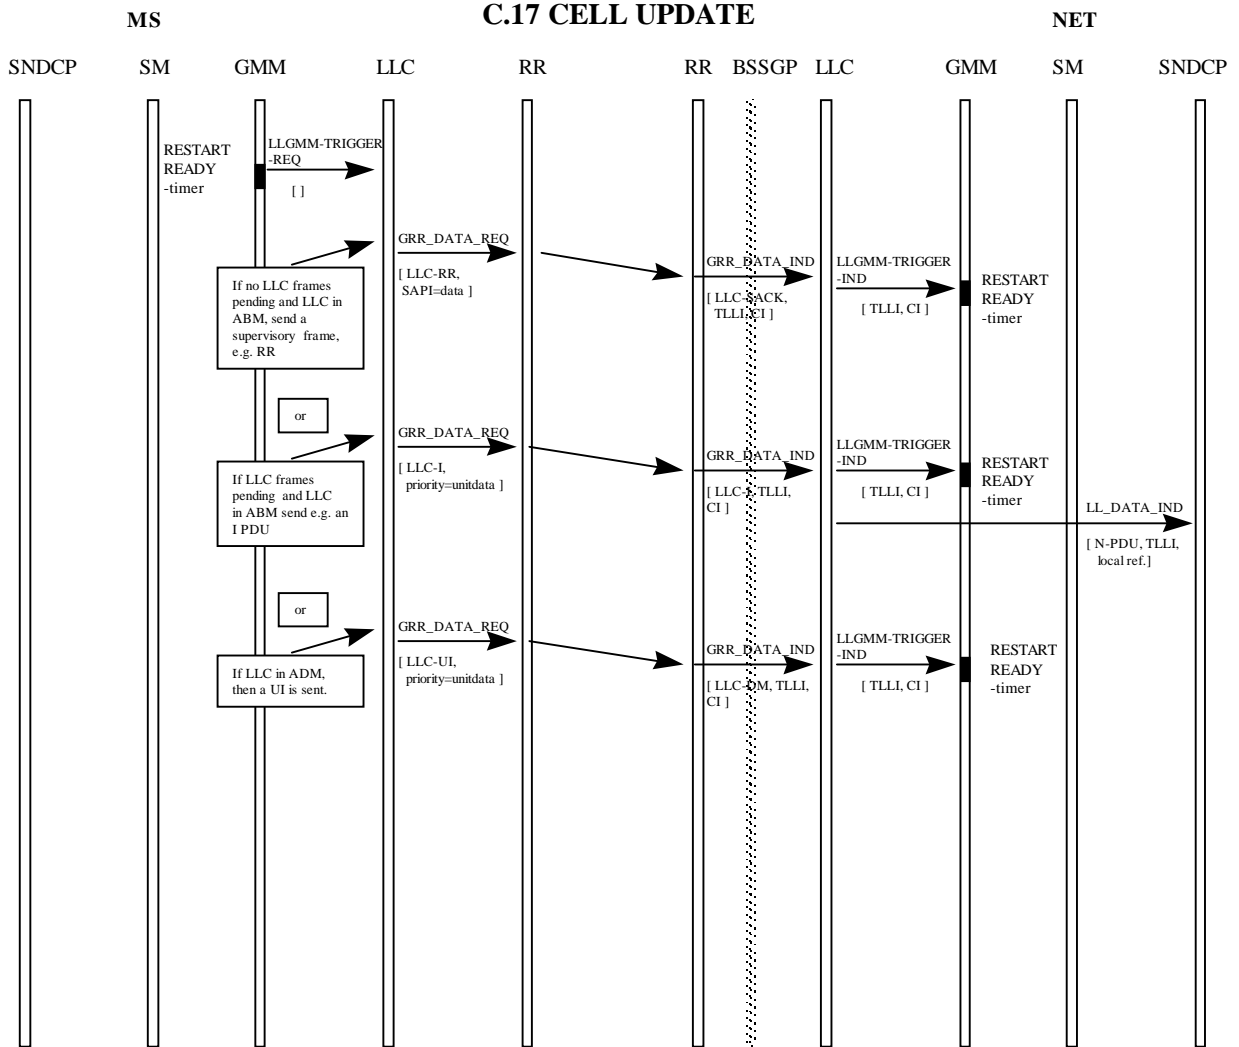 C.17 CELL UPDATE
MS
NET
SNDCP SM GMM LLC RR RR BSSGP LLC GMM SM SNDCP
RESTART
READY
-timer
LLGMM-TRIGGER
-REQ
[ ]
GRR_DATA_REQ
[ LLC-RR,
SAPI=data ]
If no LLC frames
pending and LLC in
ABM, send a
supervisory frame,
e.g. RR
GRR_DATA_IND
[ LLC-SACK,
TLLI, CI ]
LLGMM-TRIGGER
-IND
[ TLLI, CI ]
RESTART
READY
-timer
or
GRR_DATA_REQ
[ LLC-I,
priority=unitdata ]
If LLC frames
pending and LLC
in ABM send e.g. an
I PDU
GRR_DATA_IND
[ LLC-I, TLLI,
CI ]
LLGMM-TRIGGER
-IND
[ TLLI, CI ]
RESTART
READY
-timer
LL_DATA_IND
[ N-PDU, TLLI,
local ref.]
or
GRR_DATA_REQ
[ LLC-UI,
priority=unitdata ]
If LLC in ADM,
then a UI is sent.
GRR_DATA_IND
[ LLC-DM, TLLI,
CI ]
LLGMM-TRIGGER
-IND
[ TLLI, CI ]
RESTART
READY
-timer